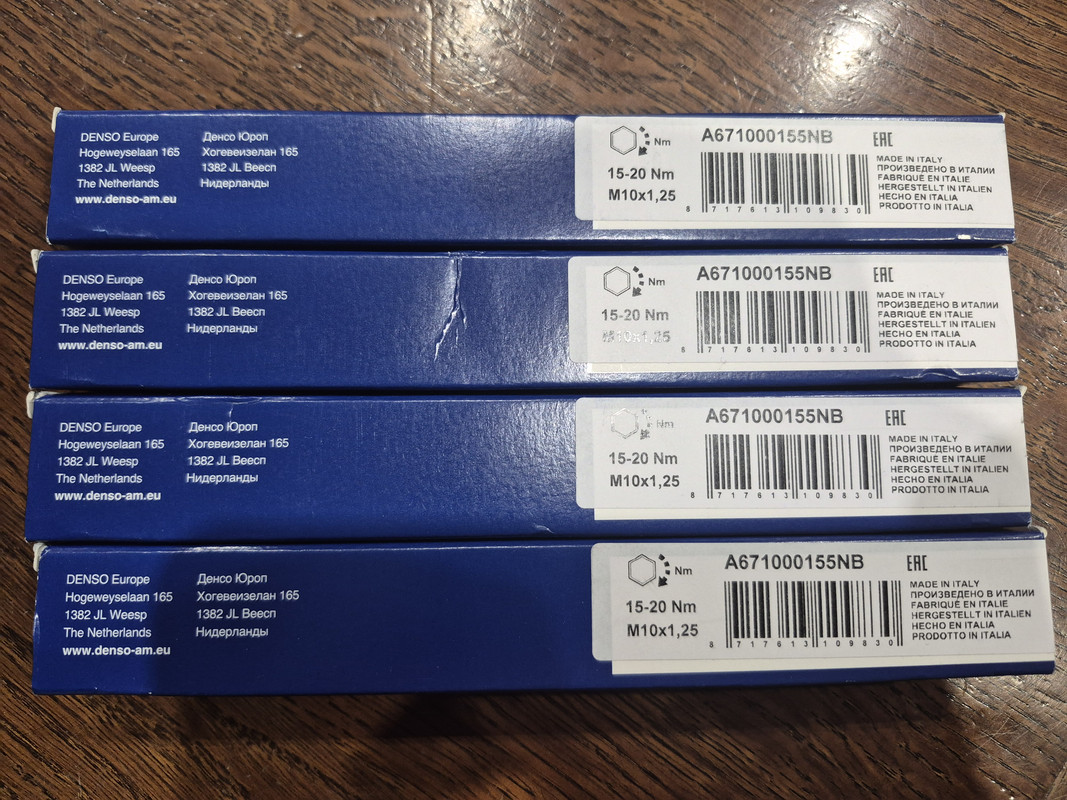 DENSO Europe
Hogeweyselaan 165
1382 JL Weesp
The Netherlands
www.denso-am.eu
Денсо Юроп
Хогевеизелан 165
1382 JL Веесп
Нидерланды
Nm
15-20 Nm
M10x1,25
A671000155NB
8 717613 109830
EAC
MADE IN ITALY
ПРОИЗВЕДЕНО В ИТАЛИИ
FABRIQUÉ EN ITALIE
HERGESTELLT IN ITALIEN
HECHO EN ITALIA
PRODOTTO IN ITALIA
DENSO Europe
Hogeweyselaan 165
1382 JL Weesp
The Netherlands
www.denso-am.eu
Денсо Юроп
Хогевеизелан 165
1382 JL Веесп
Нидерланды
Nm
15-20 Nm
M10x1,25
A671000155NB
8 717613 109830
EAC
MADE IN ITALY
ПРОИЗВЕДЕНО В ИТАЛИИ
FABRIQUÉ EN ITALIE
HERGESTELLT IN ITALIEN
HECHO EN ITALIA
PRODOTTO IN ITALIA
DENSO Europe
Hogeweyselaan 165
1382 JL Weesp
The Netherlands
www.denso-am.eu
Денсо Юроп
Хогевеизелан 165
1382 JL Веесп
Нидерланды
Nm
15-20 Nm
M10x1,25
A671000155NB
8 717613 109830
EAC
MADE IN ITALY
ПРОИЗВЕДЕНО В ИТАЛИИ
FABRIQUÉ EN ITALIE
HERGESTELLT IN ITALIEN
HECHO EN ITALIA
PRODOTTO IN ITALIA
DENSO Europe
Hogeweyselaan 165
1382 JL Weesp
The Netherlands
www.denso-am.eu
Денсо Юроп
Хогевеизелан 165
1382 JL Веесп
Нидерланды
Nm
15-20 Nm
M10x1,25
A671000155NB
8 717613 109830
EAC
MADE IN ITALY
ПРОИЗВЕДЕНО В ИТАЛИИ
FABRIQUÉ EN ITALIE
HERGESTELLT IN ITALIEN
HECHO EN ITALIA
PRODOTTO IN ITALIA